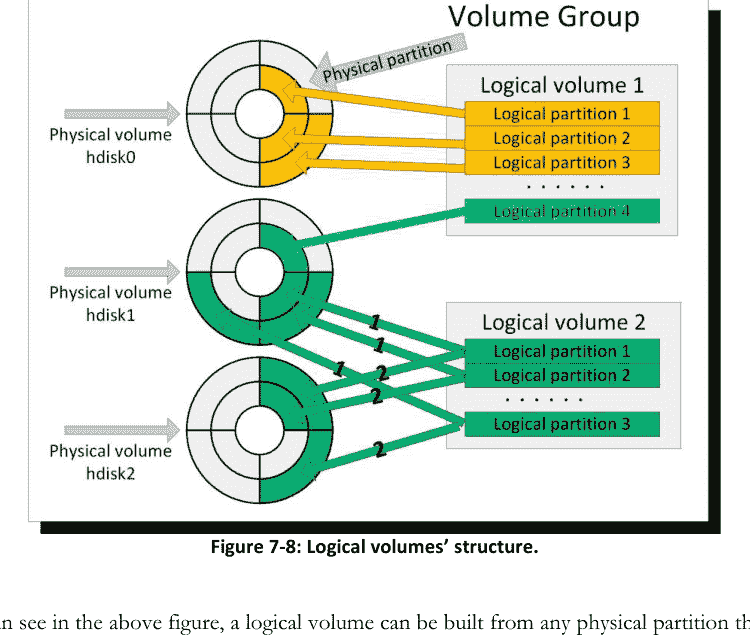 Volume Group
Physical partition
Logical volume 1
Logical partition 1
Physical volume
hdisk0
Logical partition 2
Logical partition 3
. . . . . .
Logical partition 4
Physical volume
hdisk1
Logical volume 2
1
Logical partition 1
1
1
2
Logical partition 2
2
. . . . . .
Logical partition 3
2
Physical volume
hdisk2
Figure 7-8: Logical volumes’ structure.
see in the above figure, a logical volume can be built from any physical partition